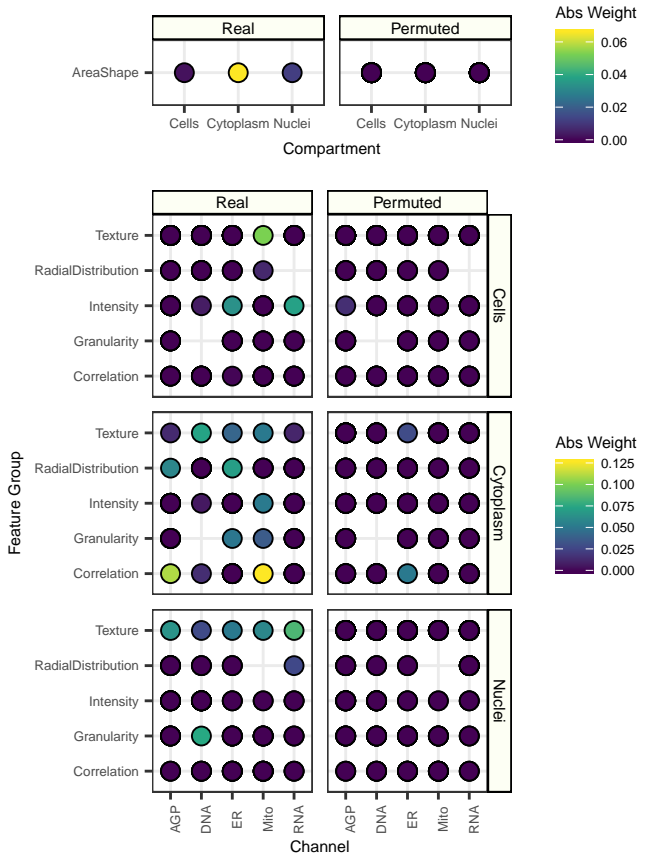 Abs Weight
Real Permuted
0.06
AreaShape
0.04
0.02
0.00
Cells Cytoplasm Nuclei Cells Cytoplasm Nuclei
Compartment
Real Permuted
Texture
RadialDistribution
Intensity
Granularity
Correlation
Cells
Texture
RadialDistribution
Intensity
Granularity
Correlation
Cytoplasm
Feature Group
Abs Weight
0.125
0.100
0.075
0.050
0.025
0.000
Texture
RadialDistribution
Intensity
Granularity
Correlation
Nuclei
AGP DNA ER Mito RNA AGP DNA ER Mito RNA
Channel